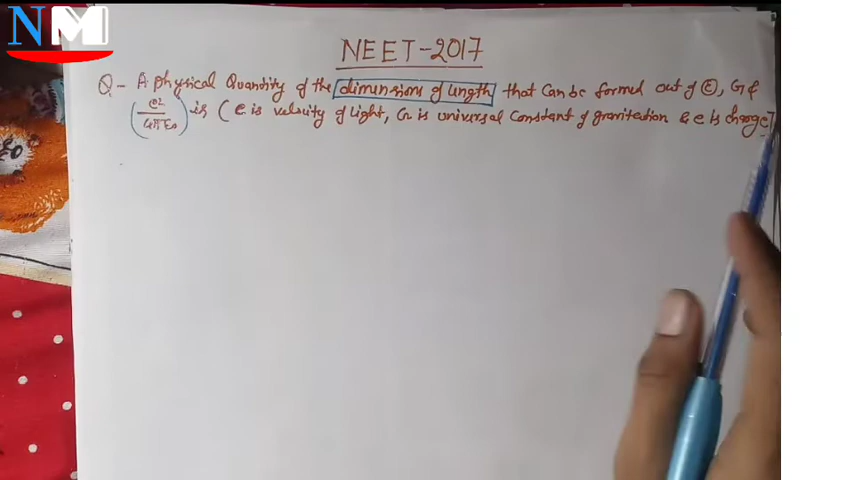 NM
NEET-2017
Q- A physical Quantity of the dimensions of length that can be formed out of C, G &
(e²/4πε₀) is (c is velocity of light, G is universal constant of gravitation & e is charge]